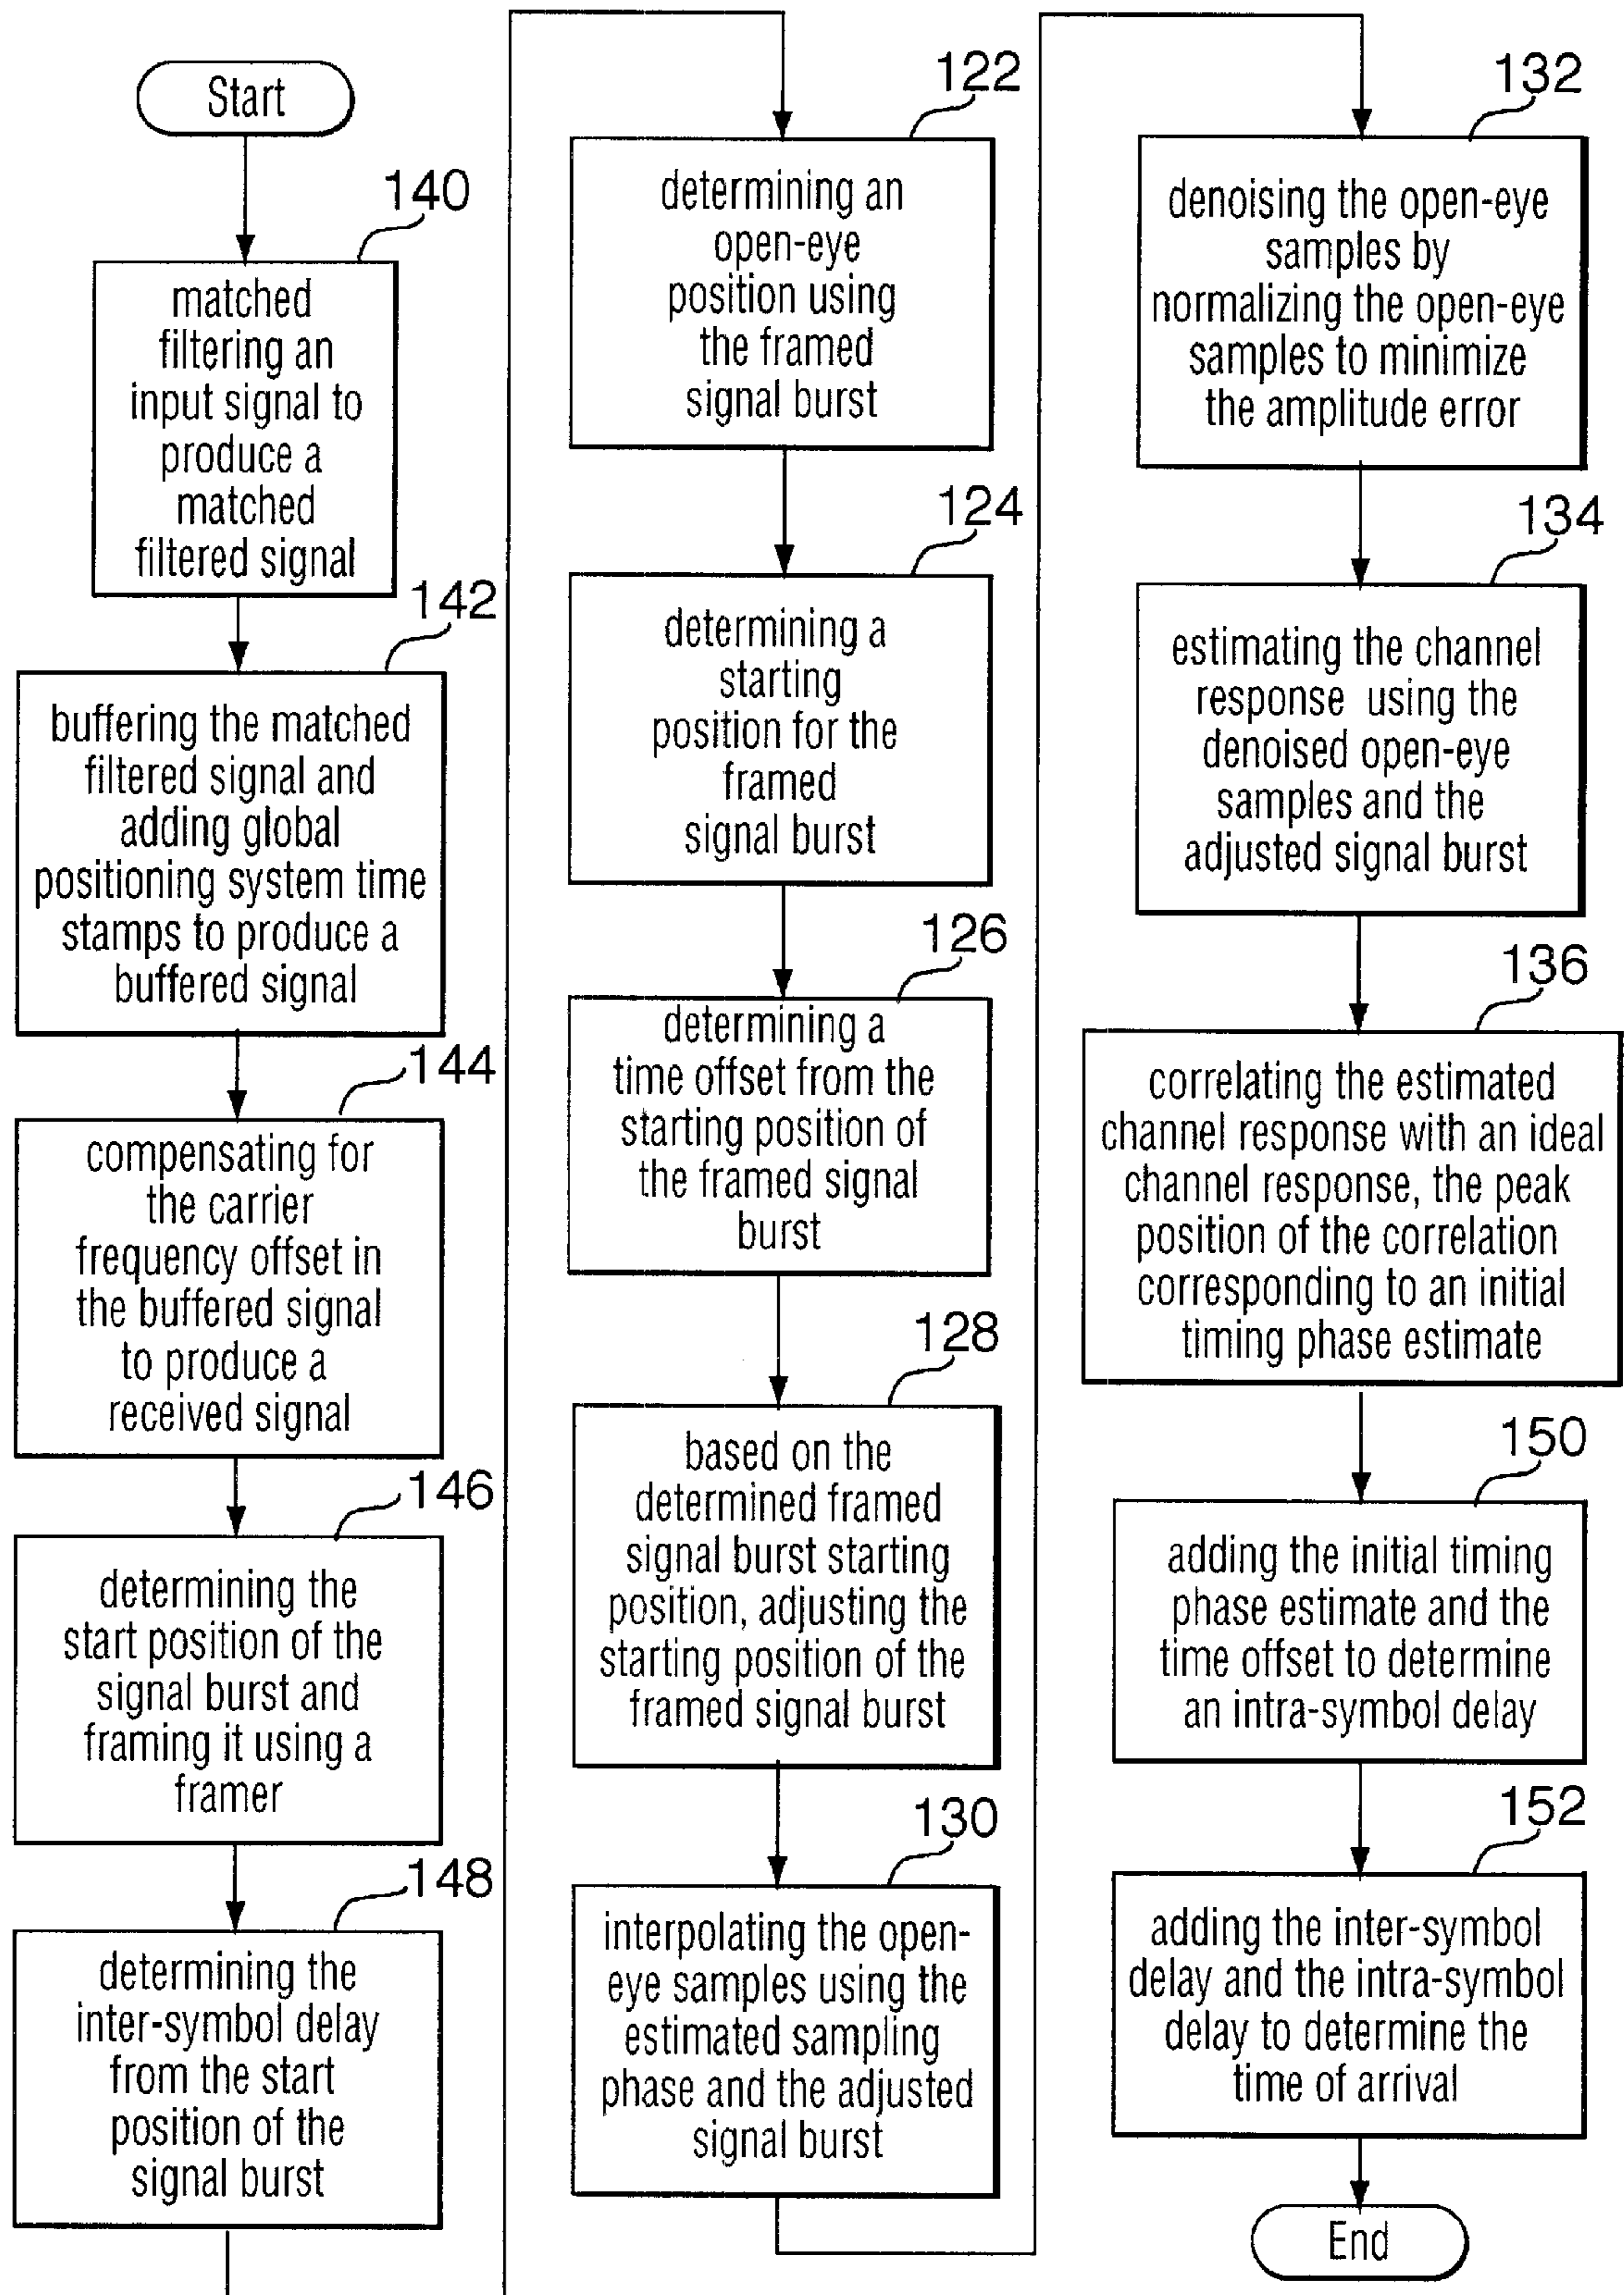 Start
140
matched
filtering an
input signal to
produce a
matched
filtered signal
142
buffering the matched
filtered signal and
adding global
positioning system time
stamps to produce a
buffered signal
144
compensating for
the carrier
frequency offset in
the buffered signal
to produce a
received signal
146
determining the
start position of the
signal burst and
framing it using a
framer
148
determining the
inter-symbol delay
from the start
position of the
signal burst
122
determining an
open-eye
position using
the framed
signal burst
124
determining a
starting
position for the
framed
signal burst
126
determining a
time offset from the
starting position of
the framed signal
burst
128
based on the
determined framed
signal burst starting
position, adjusting the
starting position of the
framed signal burst
130
interpolating the open-
eye samples using the
estimated sampling
phase and the adjusted
signal burst
132
denoising the open-eye
samples by
normalizing the open-eye
samples to minimize
the amplitude error
134
estimating the channel
response using the
denoised open-eye
samples and the
adjusted signal burst
136
correlating the estimated
channel response with an ideal
channel response, the peak
position of the correlation
corresponding to an initial
timing phase estimate
150
adding the initial timing
phase estimate and the
time offset to determine
an intra-symbol delay
152
adding the inter-symbol
delay and the intra-symbol
delay to determine the
time of arrival
End